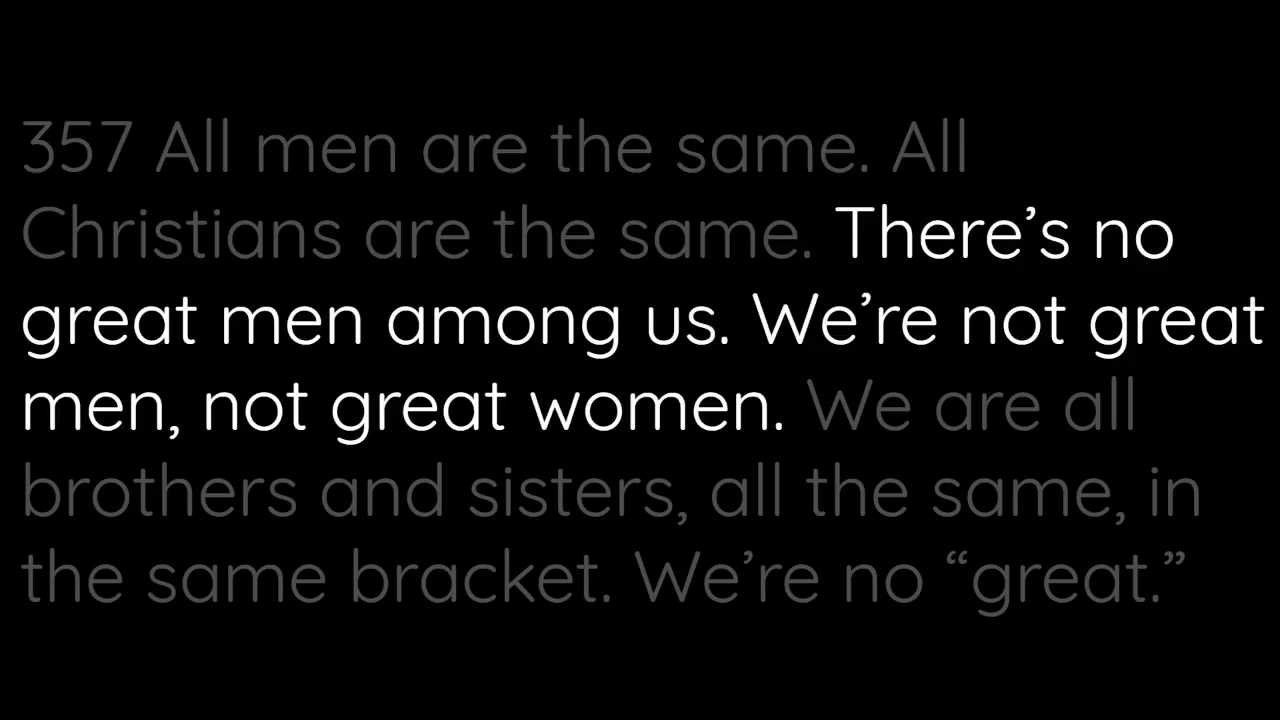 357 All men are the same. All
Christians are the same. There’s no
great men among us. We’re not great
men, not great women. We are all
brothers and sisters, all the same, in
the same bracket. We’re no “great.”